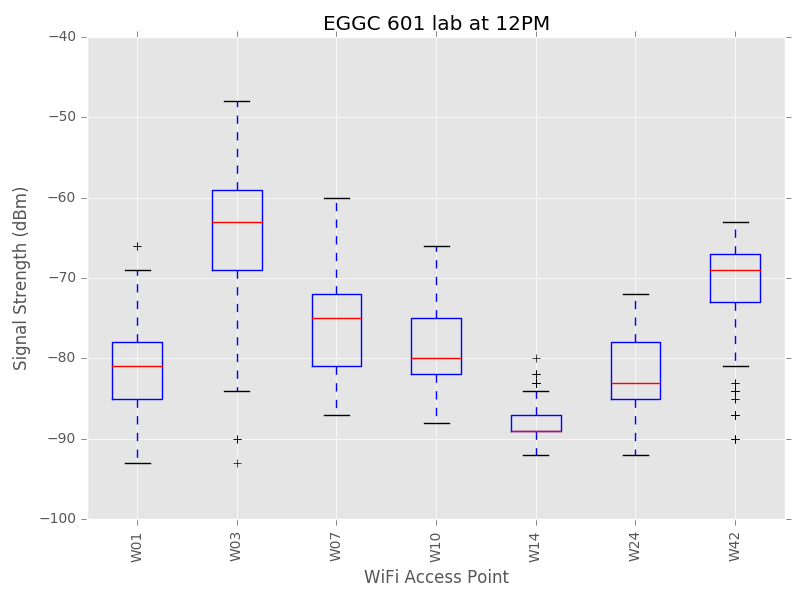 EGGC 601 lab at 12PM
−40
−50
−60
−70
−80
−90
−100
Signal Strength (dBm)
W01 W03 W07 W10 W14 W24 W42
WiFi Access Point